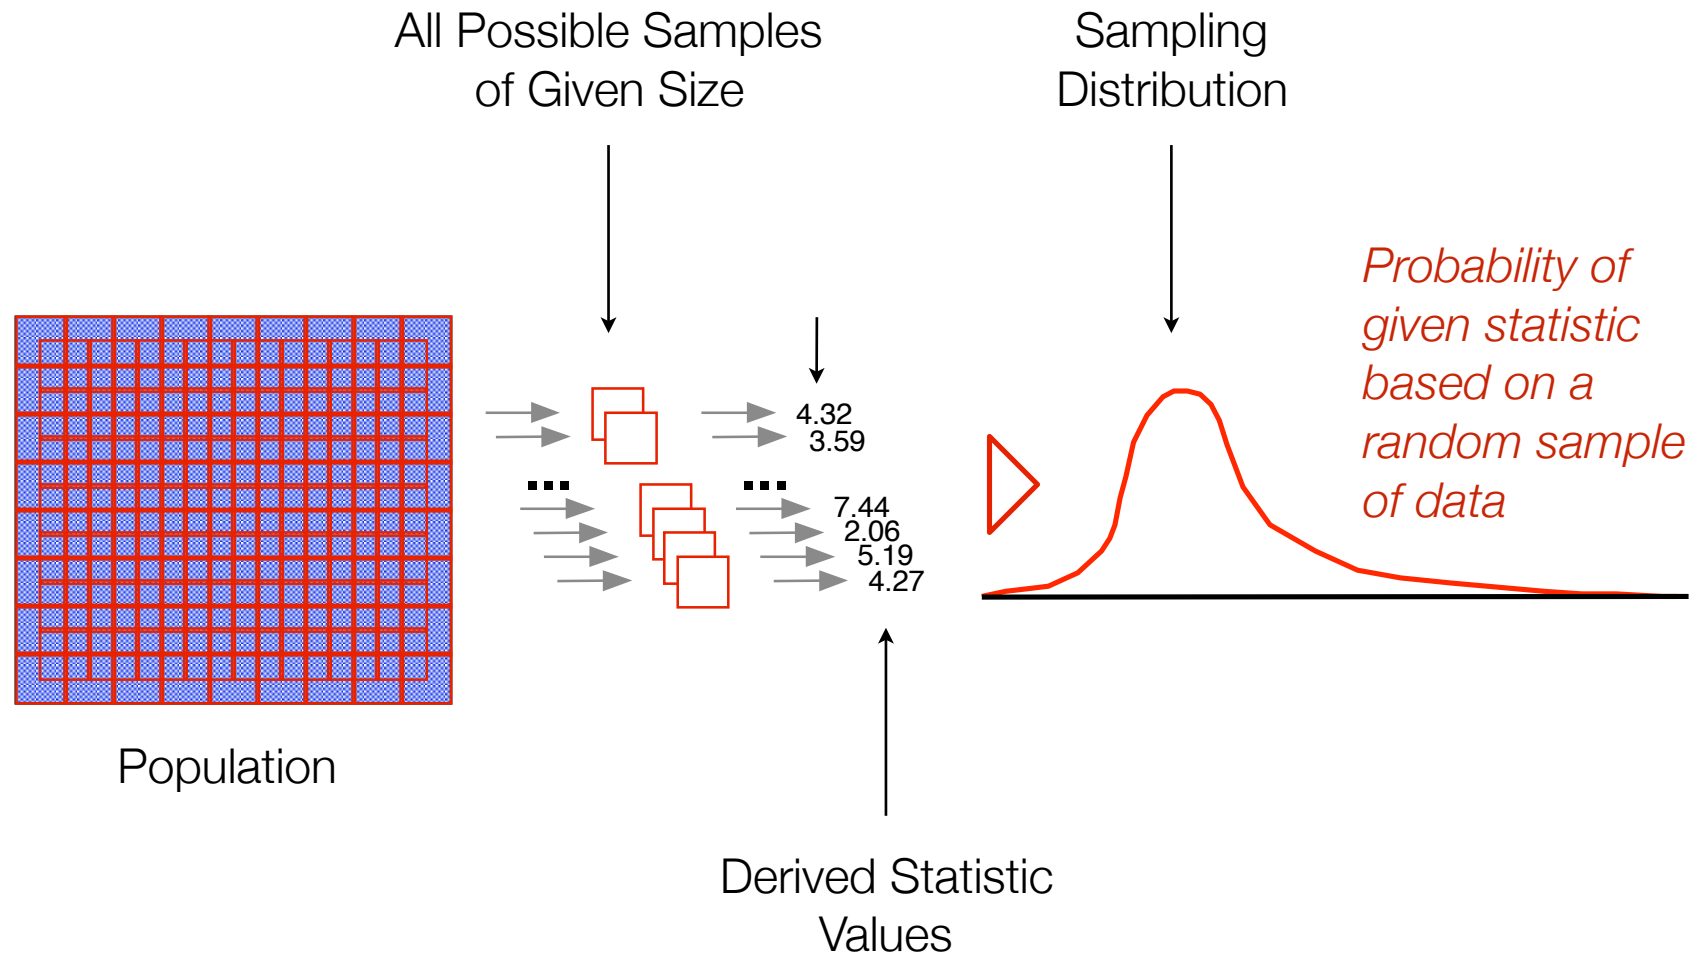 All Possible Samples
of Given Size
Sampling
Distribution
Probability of
given statistic
based on a
random sample
of data
4.32
3.59
...
...
7.44
2.06
5.19
4.27
Population
Derived Statistic
Values